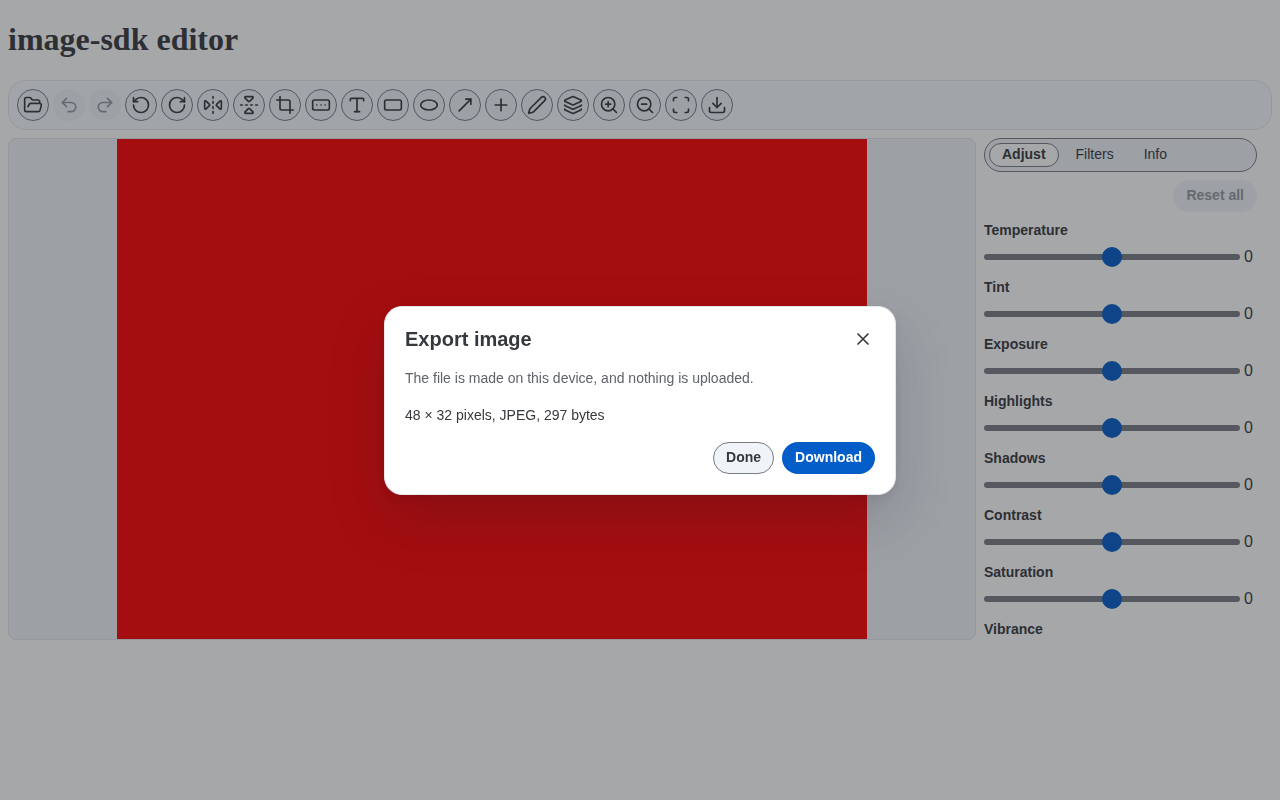 image-sdk editor
Adjust Filters Info
Reset all
Temperature
0
Tint
0
Exposure
0
Highlights
0
Shadows
0
Contrast
0
Saturation
0
Vibrance
Export image
The file is made on this device, and nothing is uploaded.
48 × 32 pixels, JPEG, 297 bytes
Done Download